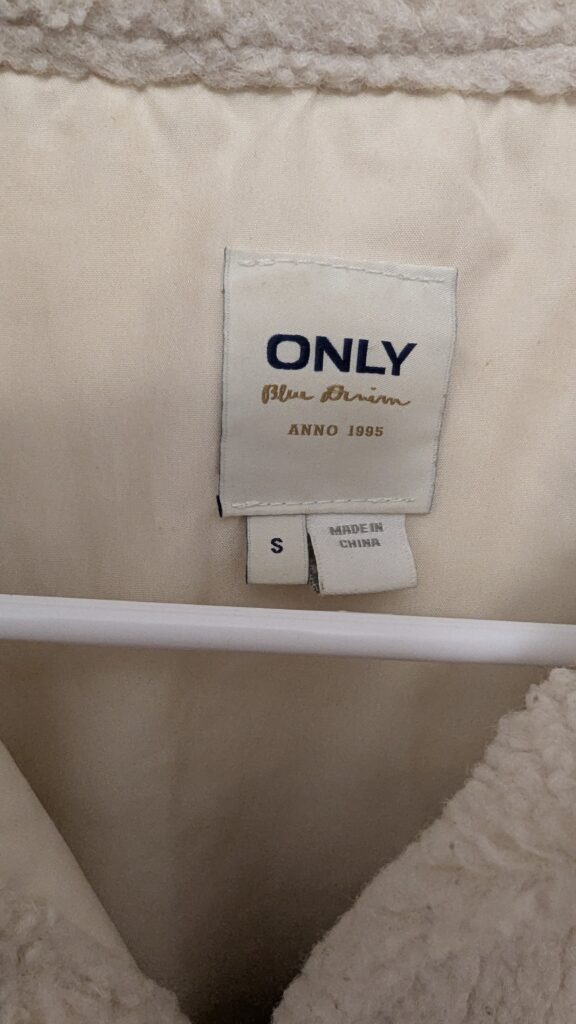 ONLY
Blue Denim
ANNO 1995
S
MADE IN
CHINA